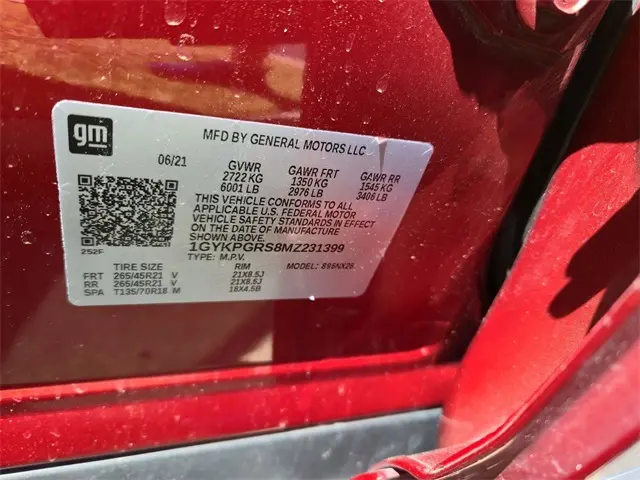 gm
MFD BY GENERAL MOTORS LLC
06/21 GVWR GAWR FRT GAWR RR
2722 KG 1350 KG 1545 KG
6001 LB 2976 LB 3406 LB
THIS VEHICLE CONFORMS TO ALL
APPLICABLE U.S. FEDERAL MOTOR
VEHICLE SAFETY STANDARDS IN EFFECT
ON THE DATE OF MANUFACTURE
SHOWN ABOVE.
252F
1GYKPGRS8MZ231399
TYPE: M.P.V. MODEL: 6NX26
TIRE SIZE RIM
FRT 265/45R21 V 21X8.5J
RR 265/45R21 V 21X8.5J
SPA T135/70R18 M 18X4.5B